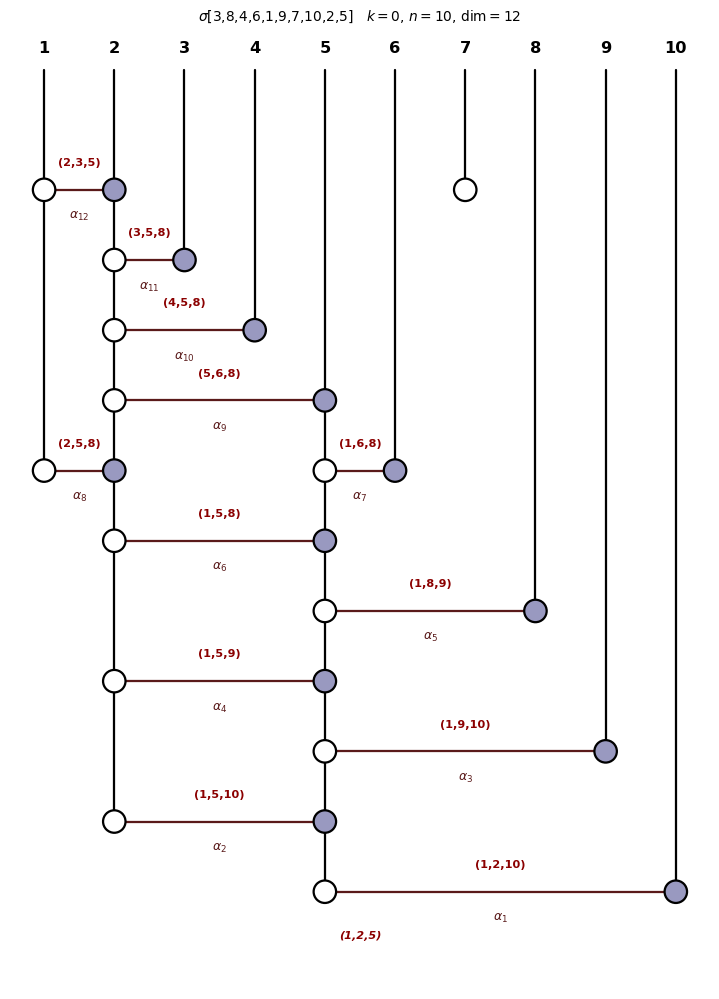 σ[3,8,4,6,1,9,7,10,2,5]   k = 0, n = 10, dim = 12
1 2 3 4 5 6 7 8 9 10
(2,3,5)
α₁₂
(3,5,8)
α₁₁
(4,5,8)
α₁₀
(5,6,8)
α₉
(2,5,8) (1,6,8)
α₈ α₇
(1,5,8)
α₆
(1,8,9)
α₅
(1,5,9)
α₄
(1,9,10)
α₃
(1,5,10)
α₂
(1,2,10)
α₁
(1,2,5)